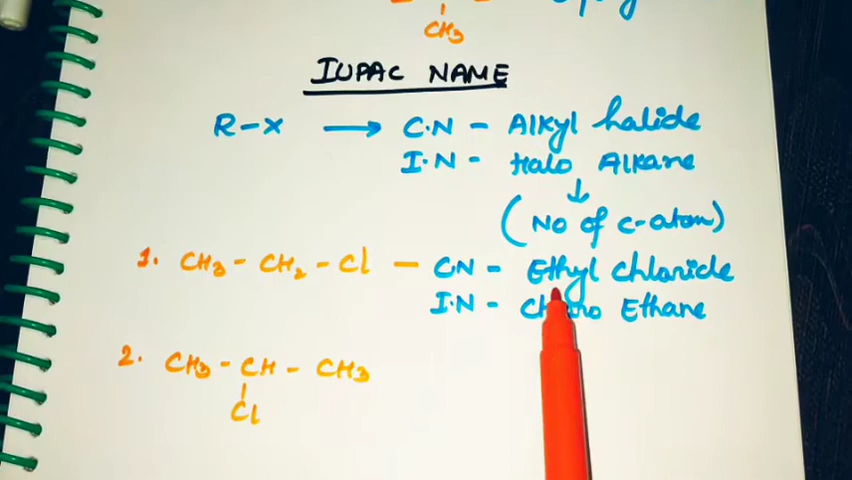 CH3
IUPAC NAME
R-X → C.N - Alkyl halide
I.N - Halo Alkane
↓
(No of c-atom)
1. CH3 - CH2 - Cl - CN - Ethyl chloride
I.N - Ethane
2. CH3 - CH - CH3
Cl